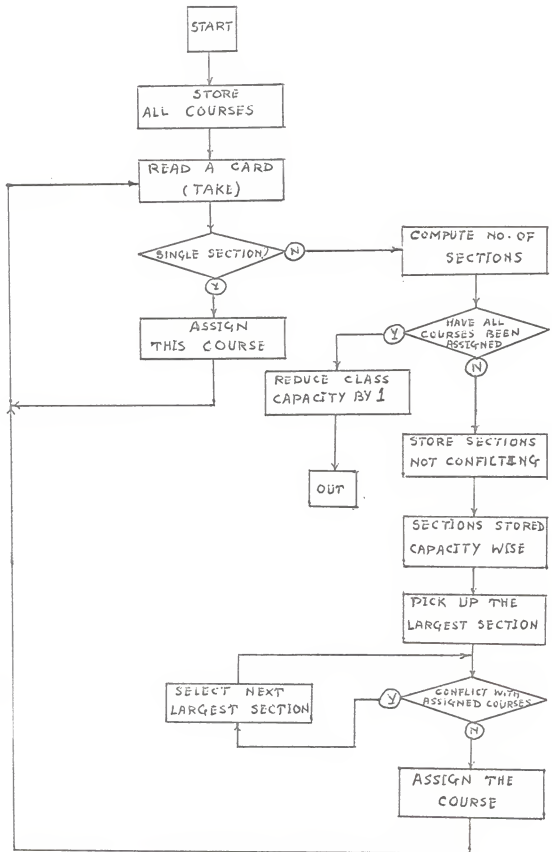 START
STORE
ALL COURSES
READ A CARD
(TAKE)
SINGLE SECTION?
N
Y
ASSIGN
THIS COURSE
COMPUTE NO. OF
SECTIONS
HAVE ALL
COURSES BEEN
ASSIGNED
Y
N
REDUCE CLASS
CAPACITY BY 1
OUT
STORE SECTIONS
NOT CONFILTING
SECTIONS STORED
CAPACITY WISE
PICK UP THE
LARGEST SECTION
CONFLICT WITH
ASSIGNED COURSES
Y
N
SELECT NEXT
LARGEST SECTION
ASSIGN THE
COURSE